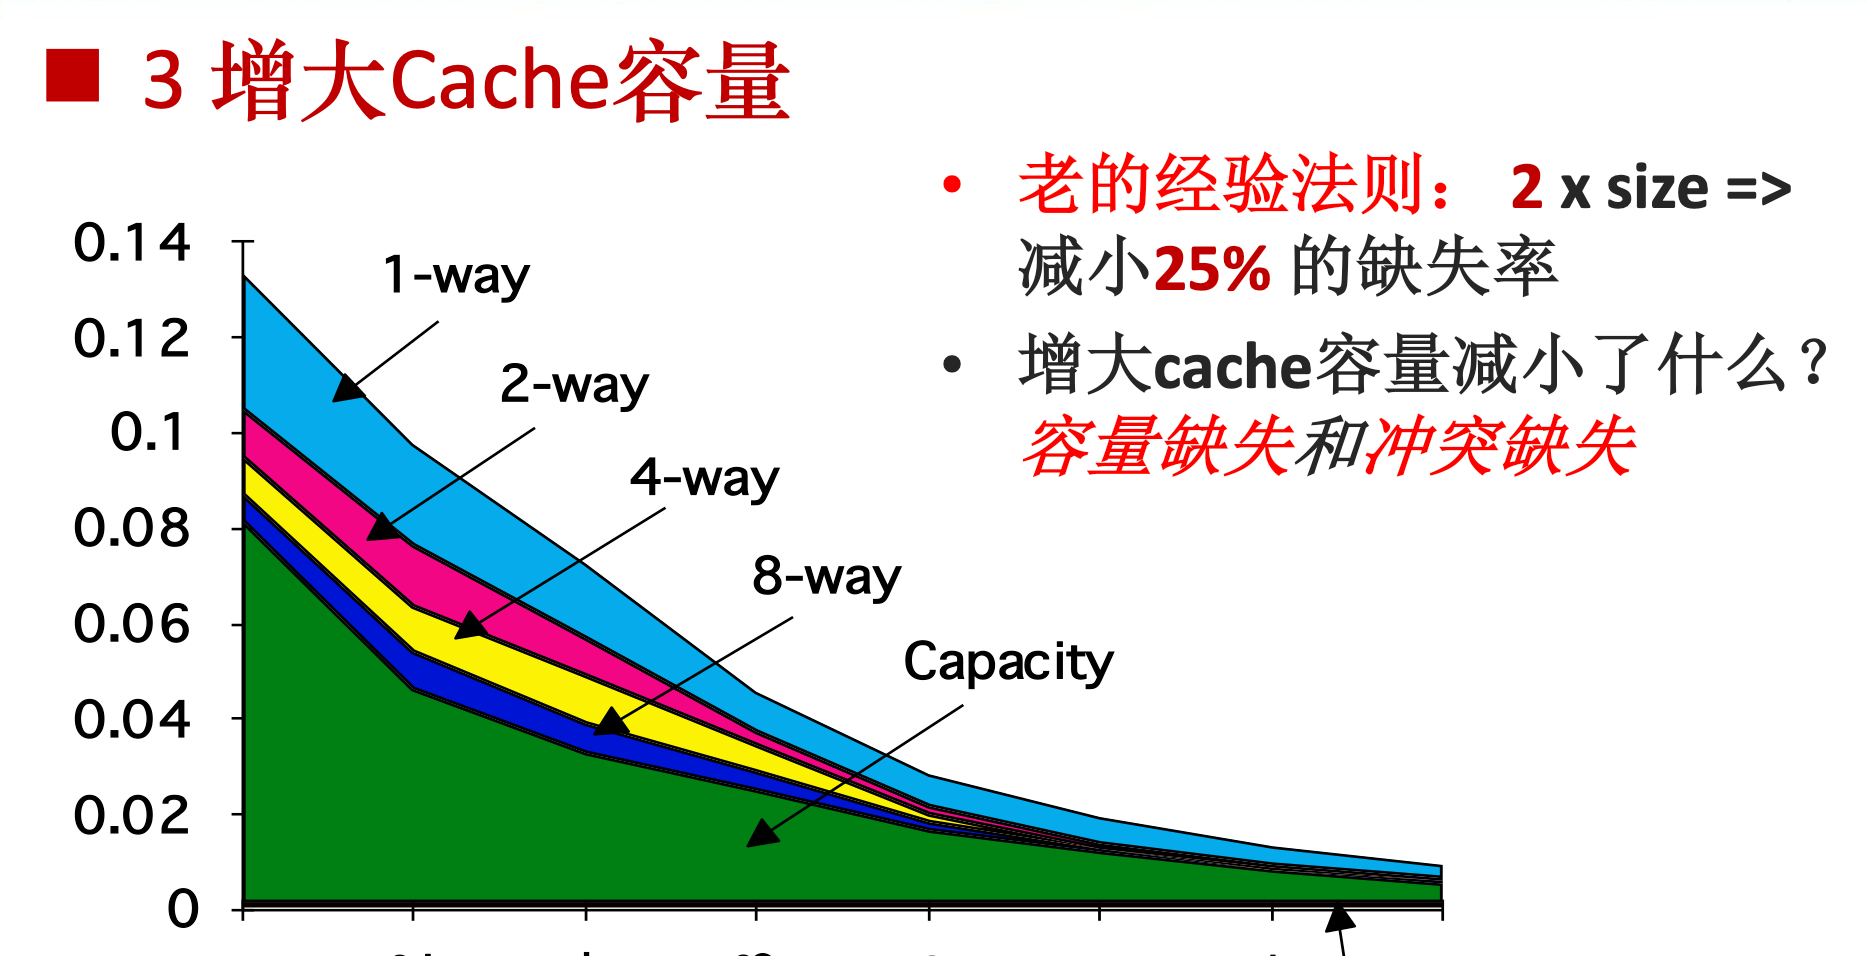 3 增大Cache容量
老的经验法则： 2 x size =>
减小25% 的缺失率
增大cache容量减小了什么？
容量缺失和冲突缺失
0.14
0.12
0.1
0.08
0.06
0.04
0.02
0
1-way
2-way
4-way
8-way
Capacity